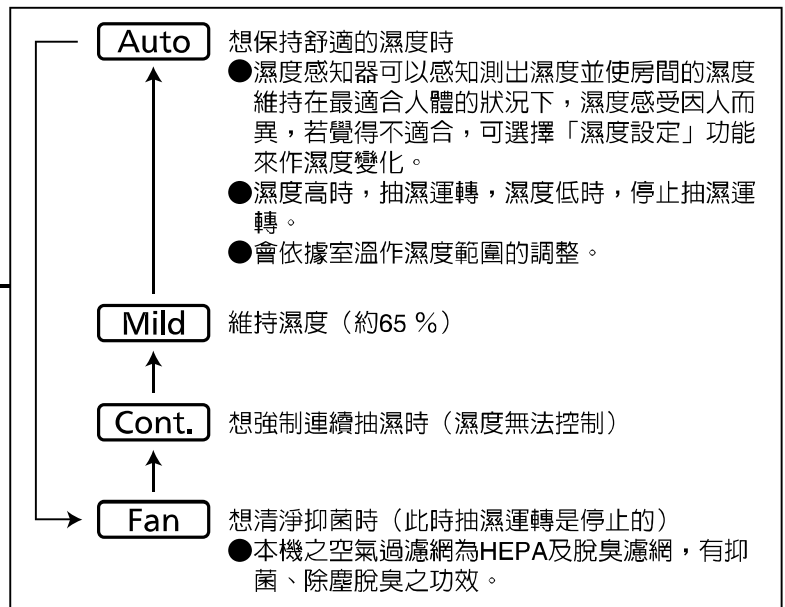 Auto 想保持舒適的濕度時
●濕度感知器可以感知測出濕度並使房間的濕度
維持在最適合人體的狀況下，濕度感受因人而
異，若覺得不適合，可選擇「濕度設定」功能
來作濕度變化。
●濕度高時，抽濕運轉，濕度低時，停止抽濕運
轉。
●會依據室溫作濕度範圍的調整。
Mild 維持濕度（約65 %）
Cont. 想強制連續抽濕時（濕度無法控制）
Fan 想清淨抑菌時（此時抽濕運轉是停止的）
●本機之空氣過濾網為HEPA及脫臭濾網，有抑
菌、除塵脫臭之功效。